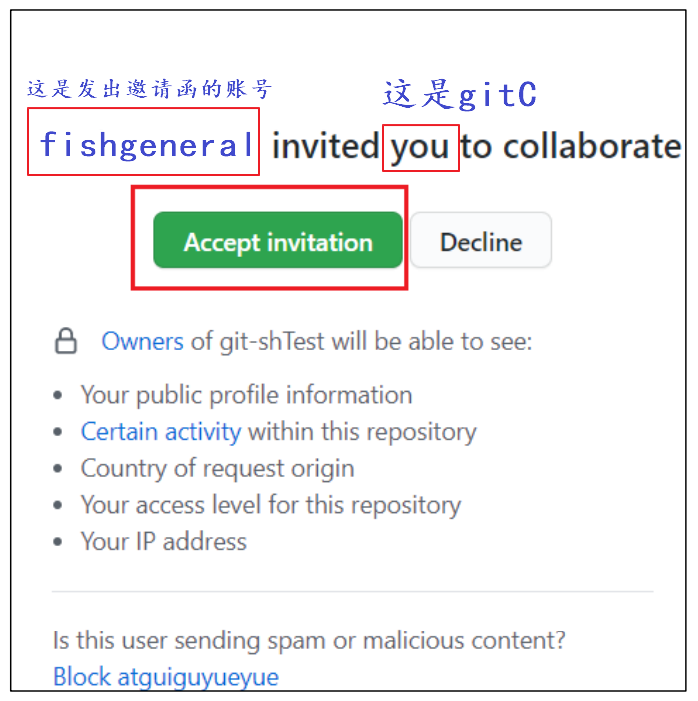 这是发出邀请函的账号
这是gitC
fishgeneral invited you to collaborate
Accept invitation
Decline
Owners of git-shTest will be able to see:
• Your public profile information
• Certain activity within this repository
• Country of request origin
• Your access level for this repository
• Your IP address
Is this user sending spam or malicious content?
Block atguiguyueyue